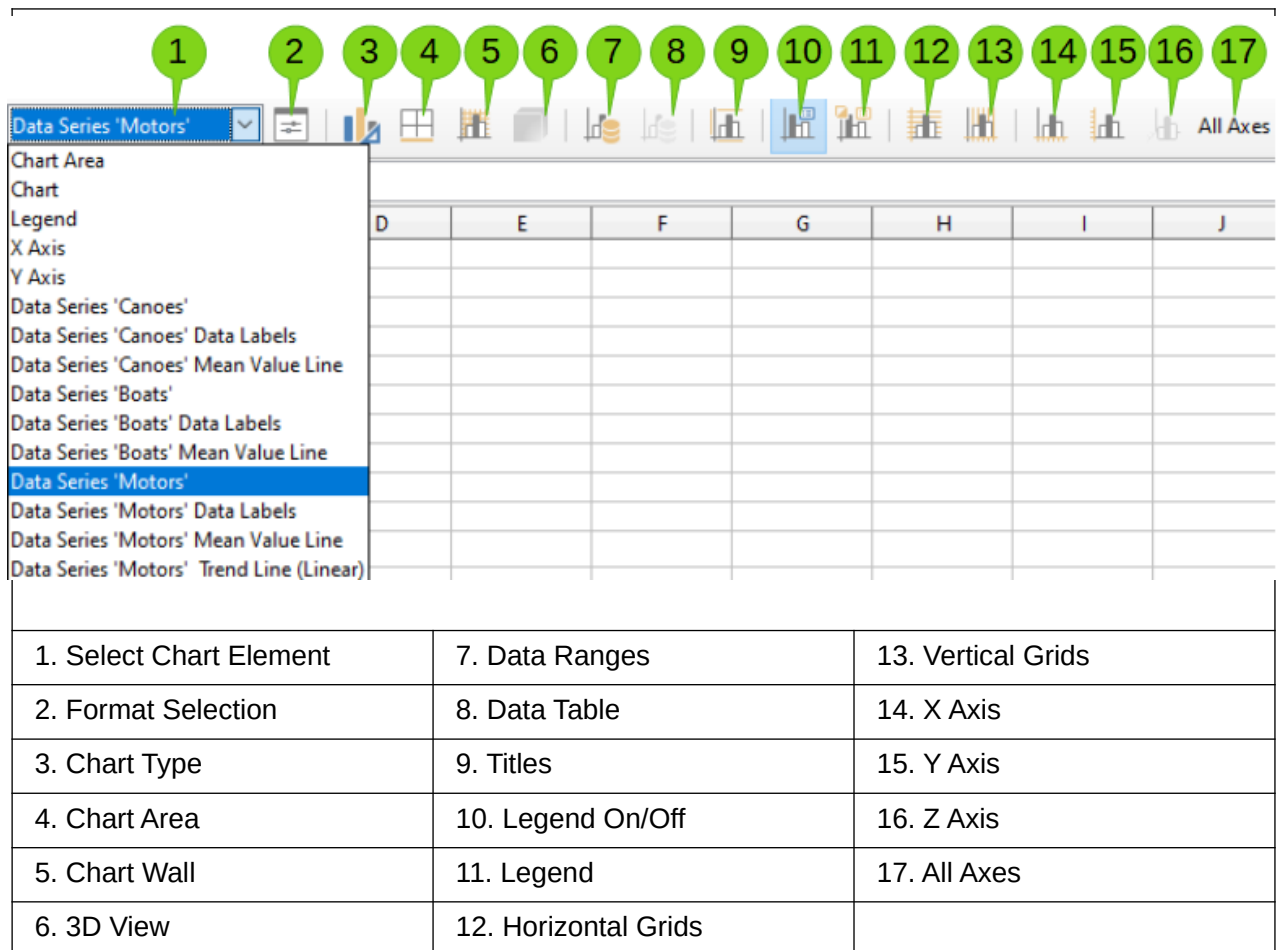 1 2 3 4 5 6 7 8 9 10 11 12 13 14 15 16 17
Data Series 'Motors' All Axes
Chart Area
Chart
Legend
X Axis
Y Axis
Data Series 'Canoes'
Data Series 'Canoes' Data Labels
Data Series 'Canoes' Mean Value Line
Data Series 'Boats'
Data Series 'Boats' Data Labels
Data Series 'Boats' Mean Value Line
Data Series 'Motors'
Data Series 'Motors' Data Labels
Data Series 'Motors' Mean Value Line
Data Series 'Motors' Trend Line (Linear)
D E F G H I J
1. Select Chart Element 7. Data Ranges 13. Vertical Grids
2. Format Selection 8. Data Table 14. X Axis
3. Chart Type 9. Titles 15. Y Axis
4. Chart Area 10. Legend On/Off 16. Z Axis
5. Chart Wall 11. Legend 17. All Axes
6. 3D View 12. Horizontal Grids